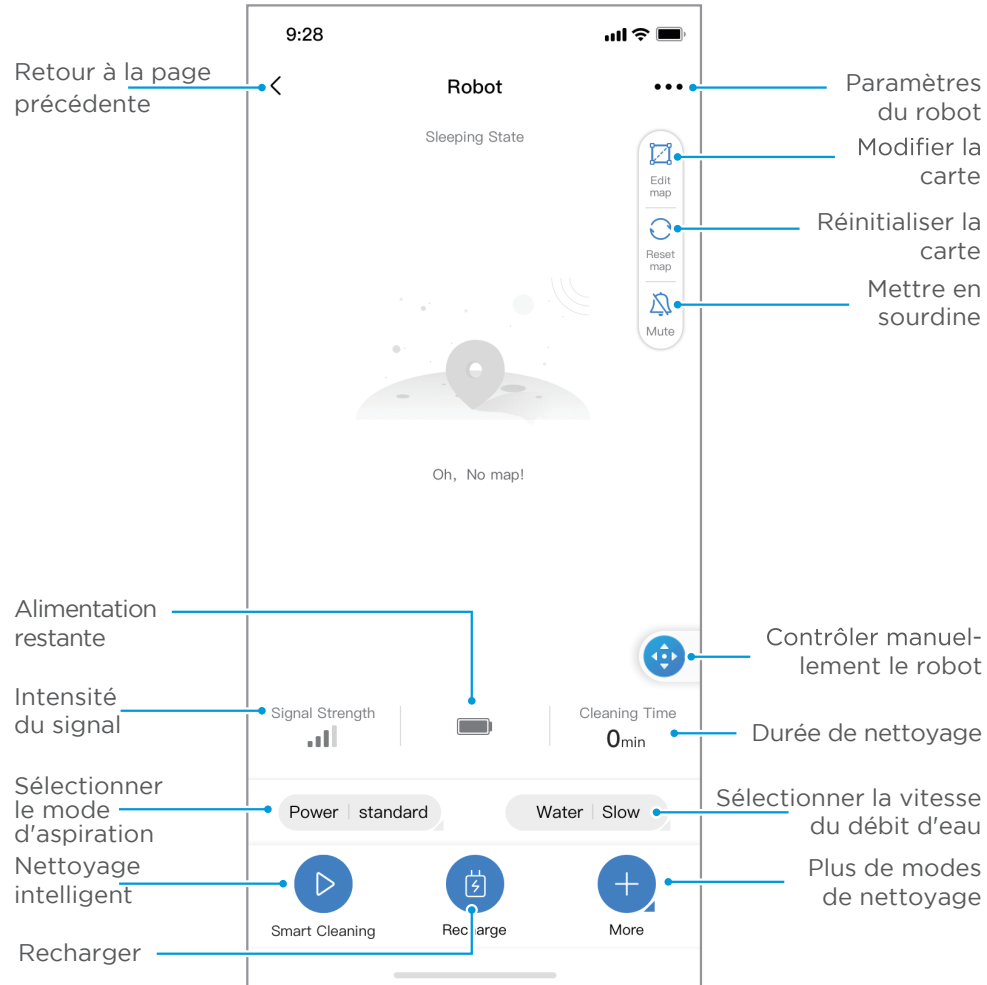 9:28
Retour à la page
précédente
Robot
Paramètres
du robot
Sleeping State
Modifier la
carte
Edit
map
Réinitialiser la
carte
Reset
map
Mettre en
sourdine
Mute
Oh, No map!
Alimentation
restante
Contrôler manuel-
lement le robot
Intensité
du signal
Signal Strength
Cleaning Time
0min
Durée de nettoyage
Sélectionner
le mode
d'aspiration
Power | standard
Water | Slow
Sélectionner la vitesse
du débit d'eau
Nettoyage
intelligent
Plus de modes
de nettoyage
Smart Cleaning
Recharge
More
Recharger